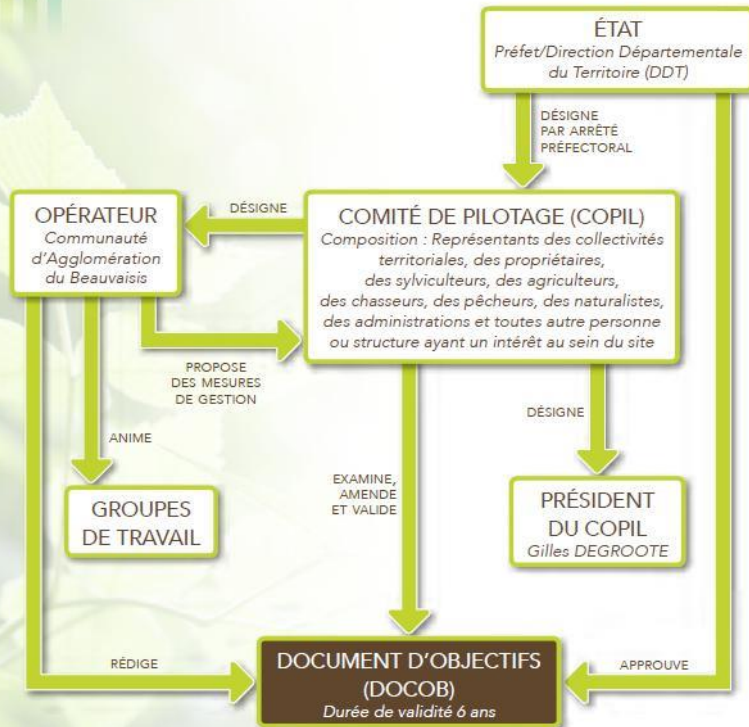 ÉTAT
Préfet/Direction Départementale
du Territoire (DDT)
DÉSIGNE
PAR ARRÊTÉ
PRÉFECTORAL
OPÉRATEUR
Communauté
d'Agglomération
du Beauvaisis
DÉSIGNE
COMITÉ DE PILOTAGE (COPIL)
Composition : Représentants des collectivités
territoriales, des propriétaires,
des sylviculteurs, des agriculteurs,
des chasseurs, des pêcheurs, des naturalistes,
des administrations et toutes autre personne
ou structure ayant un intérêt au sein du site
PROPOSE
DES MESURES
DE GESTION
ANIME
DÉSIGNE
GROUPES
DE TRAVAIL
EXAMINE,
AMENDE
ET VALIDE
PRÉSIDENT
DU COPIL
Gilles DEGROOTE
RÉDIGE
DOCUMENT D'OBJECTIFS
(DOCOB)
Durée de validité 6 ans
APPROUVE